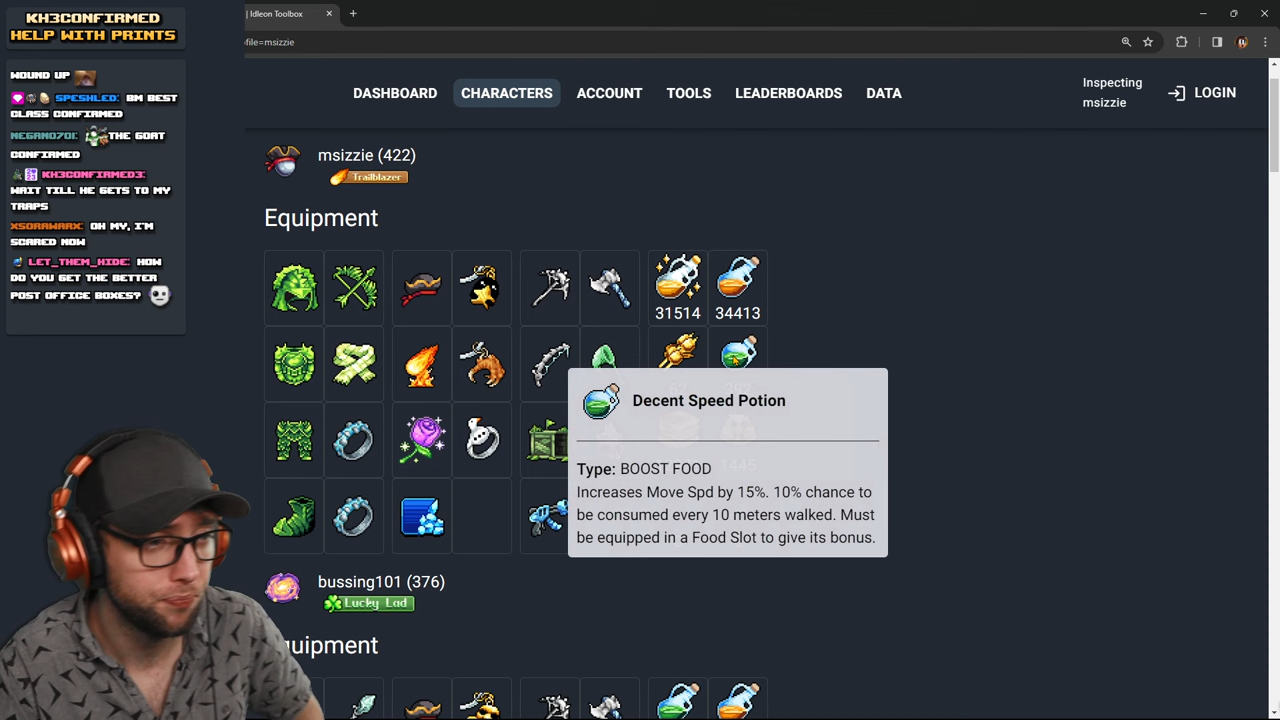 KH3CONFIRMED
HELP WITH PRINTS
WOUND UP
SPESHLED: BM BEST
CLASS CONFIRMED
NEGAN0701: THE GOAT
CONFIRMED
KH3CONFIRMED3:
WAIT TILL HE GETS TO MY
TRAPS
XSORAWARX: OH MY, I'M
SCARED NOW
LET_THEM_HIDE: HOW
DO YOU GET THE BETTER
POST OFFICE BOXES?
| Idleon Toolbox
file=msizzie
DASHBOARD CHARACTERS ACCOUNT TOOLS LEADERBOARDS DATA
Inspecting
msizzie
LOGIN
msizzie (422)
Trailblazer
Equipment
31514 34413
Decent Speed Potion
Type: BOOST FOOD
Increases Move Spd by 15%. 10% chance to
be consumed every 10 meters walked. Must
be equipped in a Food Slot to give its bonus.
1445
bussing101 (376)
Lucky Lad
quipment